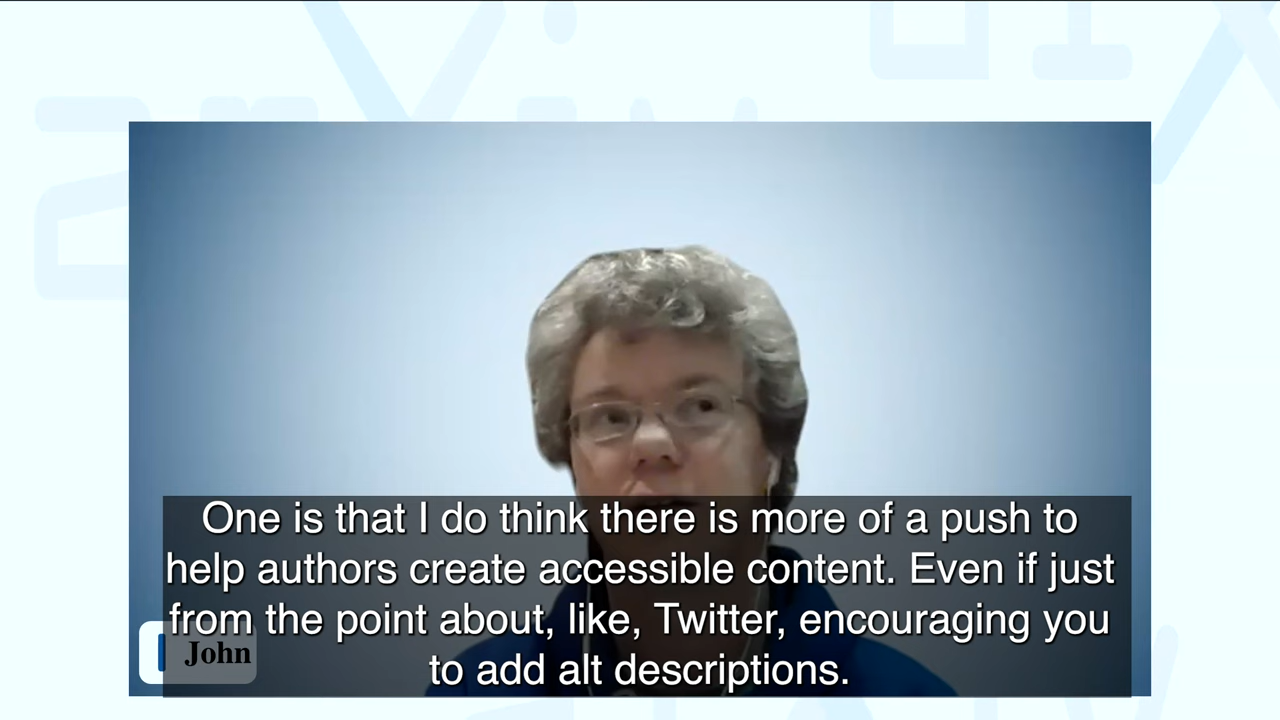 One is that I do think there is more of a push to
help authors create accessible content. Even if just
from the point about, like, Twitter, encouraging you
to add alt descriptions.
John